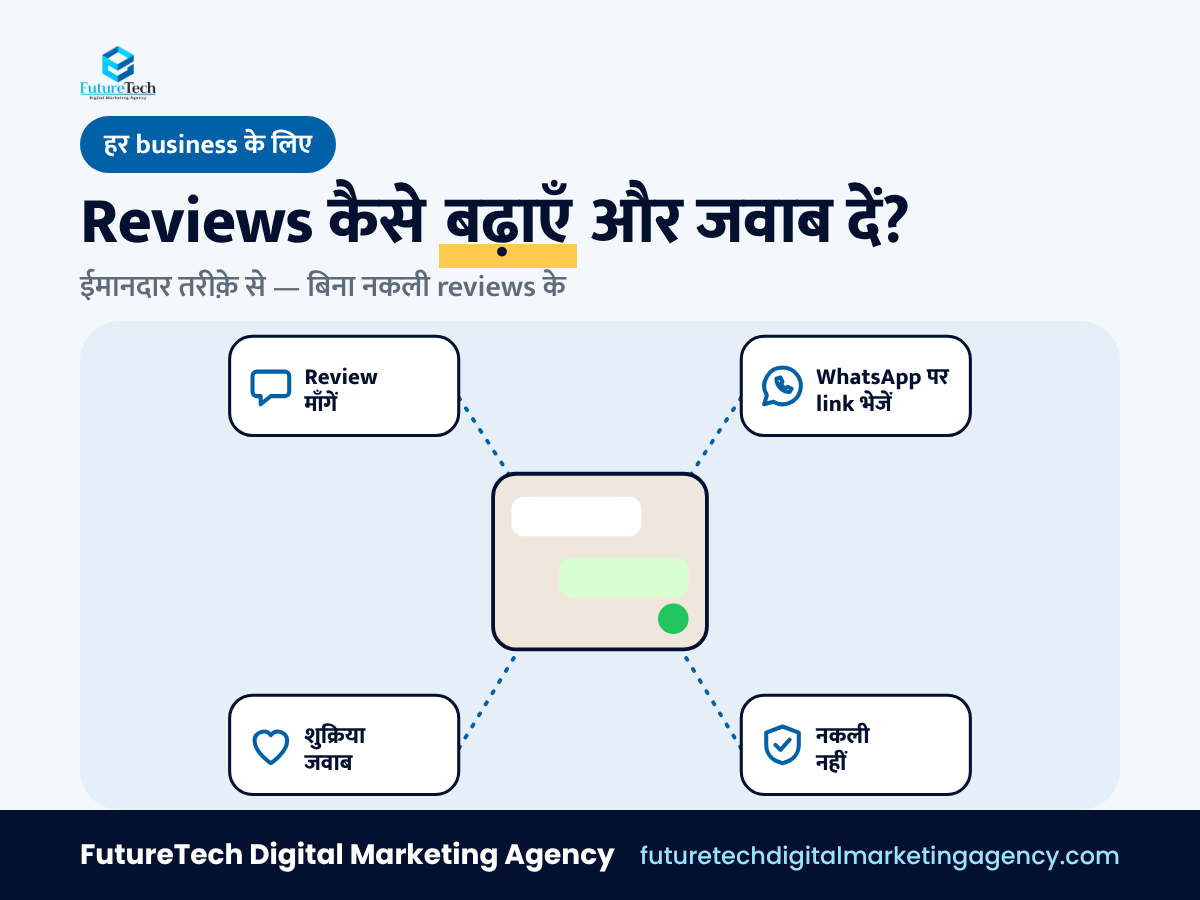 FutureTech
Digital Marketing Agency
हर business के लिए
Reviews कैसे बढ़ाएँ और जवाब दें?
ईमानदार तरीक़े से — बिना नकली reviews के
Review
माँगें
WhatsApp पर
link भेजें
शुक्रिया
जवाब
नकली
नहीं
FutureTech Digital Marketing Agency
futuretechdigitalmarketingagency.com